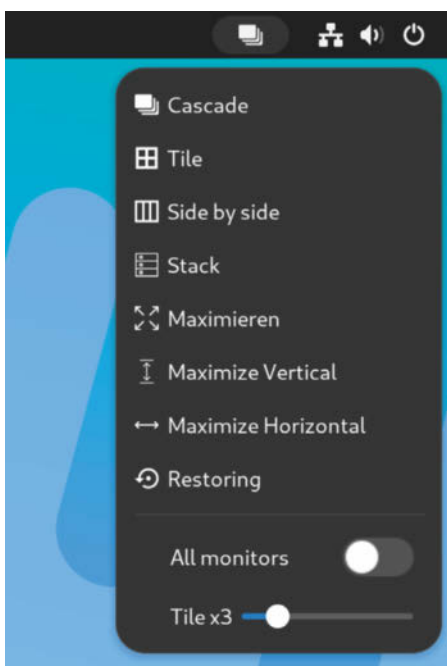 Cascade
Tile
Side by side
Stack
Maximieren
Maximize Vertical
Maximize Horizontal
Restoring
All monitors
Tile x3